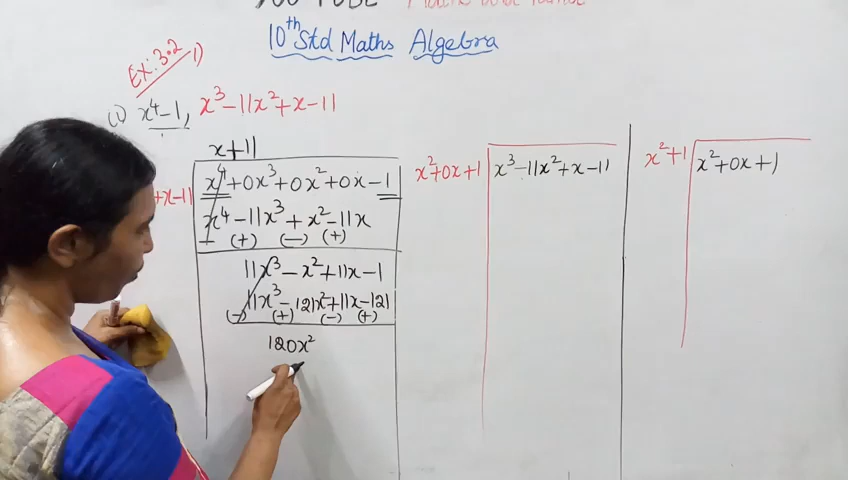 10th Std Maths Algebra
Ex: 3.2 1)
(i) x⁴-1, x³-11x²+x-11
x+11
+x-11 x⁴+0x³+0x²+0x-1
x⁴-11x³+x²-11x
(+) (-) (+)
11x³-x²+11x-1
11x³-121x²+11x-121
(-) (+) (-) (+)
120x²
x²+0x+1 x³-11x²+x-11
x²+1 x²+0x+1